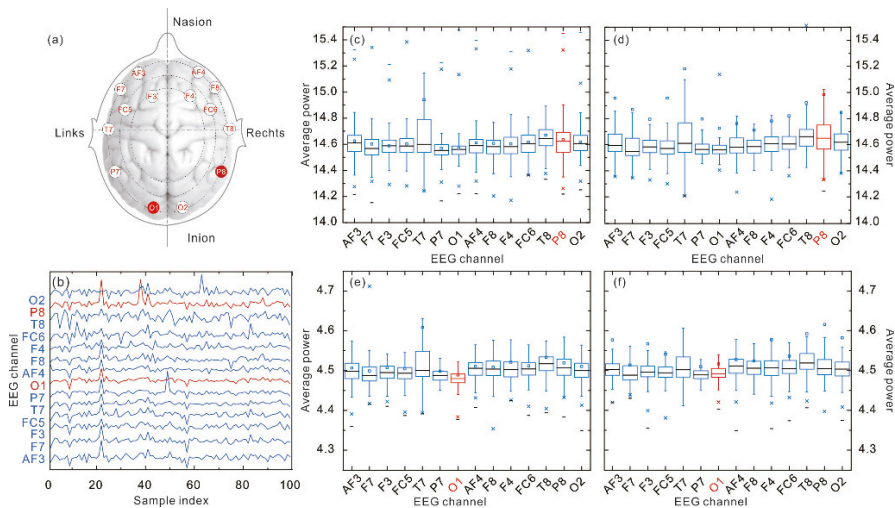 Nasion
(a)
AF3
AF4
F7
F8
F3
F4
FC5
FC6
Links
Rechts
T7
T8
P7
P8
O1
O2
Inion
(b)
EEG channel
O2
P8
T8
FC6
F4
F8
AF4
O1
P7
T7
FC5
F3
F7
AF3
0 20 40 60 80 100
Sample index
(c)
Average power
15.4
15.2
15.0
14.8
14.6
14.4
14.2
14.0
AF3 F7 F3 FC5 T7 P7 O1 AF4 F8 F4 FC6 T8 P8 O2
EEG channel
(d)
15.4
15.2
15.0
14.8
14.6
14.4
14.2
14.0
Average power
AF3 F7 F3 FC5 T7 P7 O1 AF4 F8 F4 FC6 T8 P8 O2
EEG channel
(e)
Average power
4.7
4.6
4.5
4.4
4.3
AF3 F7 F3 FC5 T7 P7 O1 AF4 F8 F4 FC6 T8 P8 O2
EEG channel
(f)
4.7
4.6
4.5
4.4
4.3
Average power
AF3 F7 F3 FC5 T7 P7 O1 AF4 F8 F4 FC6 T8 P8 O2
EEG channel